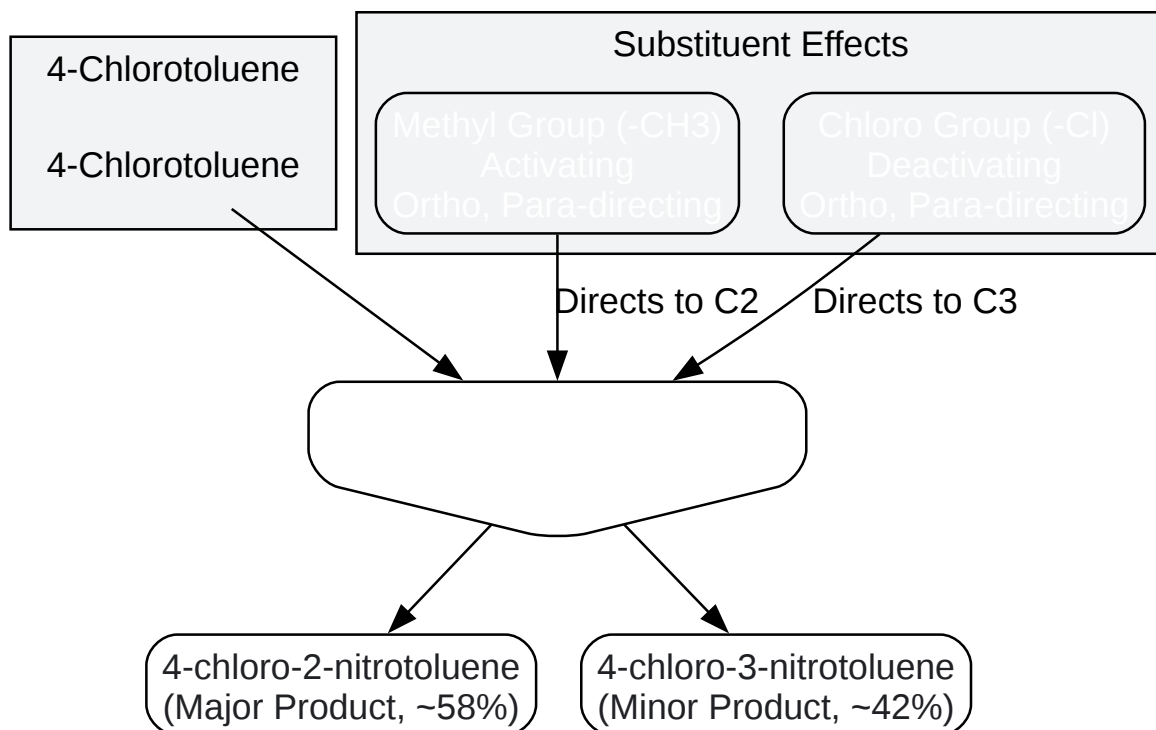 4-Chlorotoluene
4-Chlorotoluene
Substituent Effects
Methyl Group (-CH3)
Activating
Ortho, Para-directing
Chloro Group (-Cl)
Deactivating
Ortho, Para-directing
Directs to C2
Directs to C3
4-chloro-2-nitrotoluene
(Major Product, ~58%)
4-chloro-3-nitrotoluene
(Minor Product, ~42%)